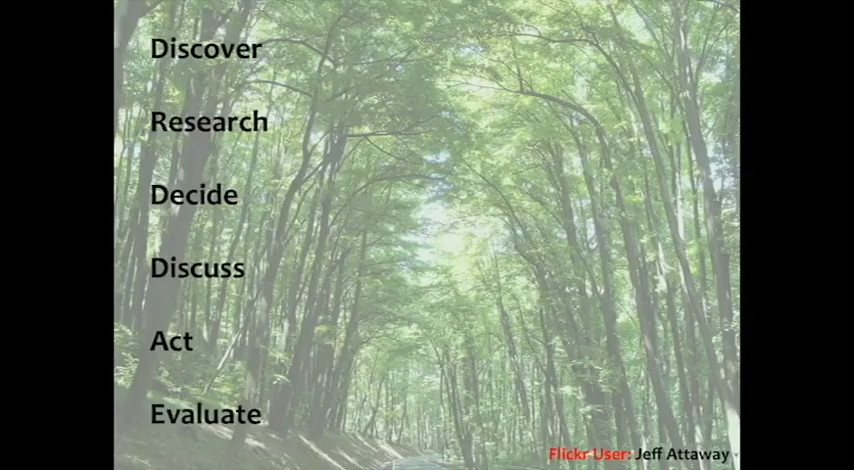 Discover
Research
Decide
Discuss
Act
Evaluate
Flickr User: Jeff Attaway